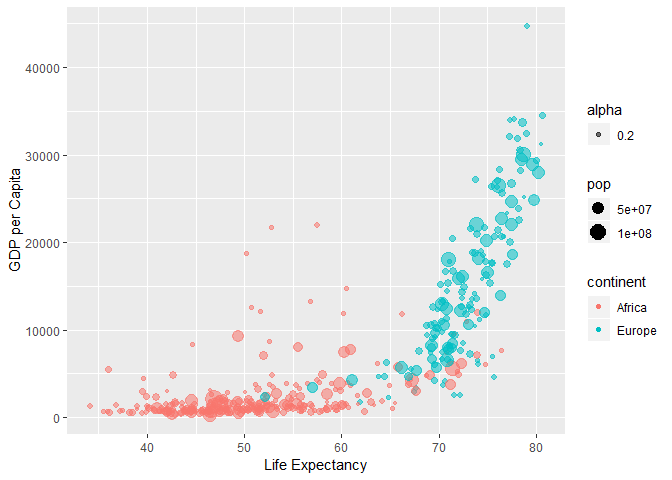 GDP per Capita
40000
30000
20000
10000
0
40
50
60
70
80
Life Expectancy
alpha
0.2
pop
5e+07
1e+08
continent
Africa
Europe